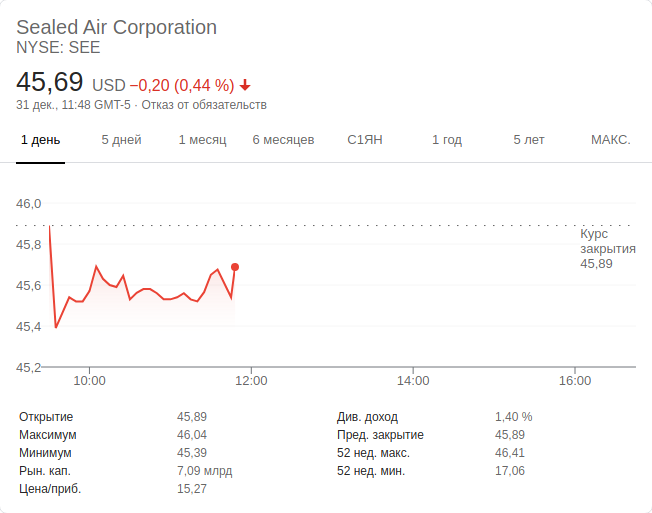 Sealed Air Corporation
NYSE: SEE
45,69 USD −0,20 (0,44 %)
31 дек., 11:48 GMT-5 · Отказ от обязательств
1 день 5 дней 1 месяц 6 месяцев С1ЯН 1 год 5 лет МАКС.
46,0
Курс
45,8 закрытия
45,89
45,6
45,4
45,2
10:00 12:00 14:00 16:00
Открытие 45,89 Див. доход 1,40 %
Максимум 46,04 Пред. закрытие 45,89
Минимум 45,39 52 нед. макс. 46,41
Рын. кап. 7,09 млрд 52 нед. мин. 17,06
Цена/приб. 15,27